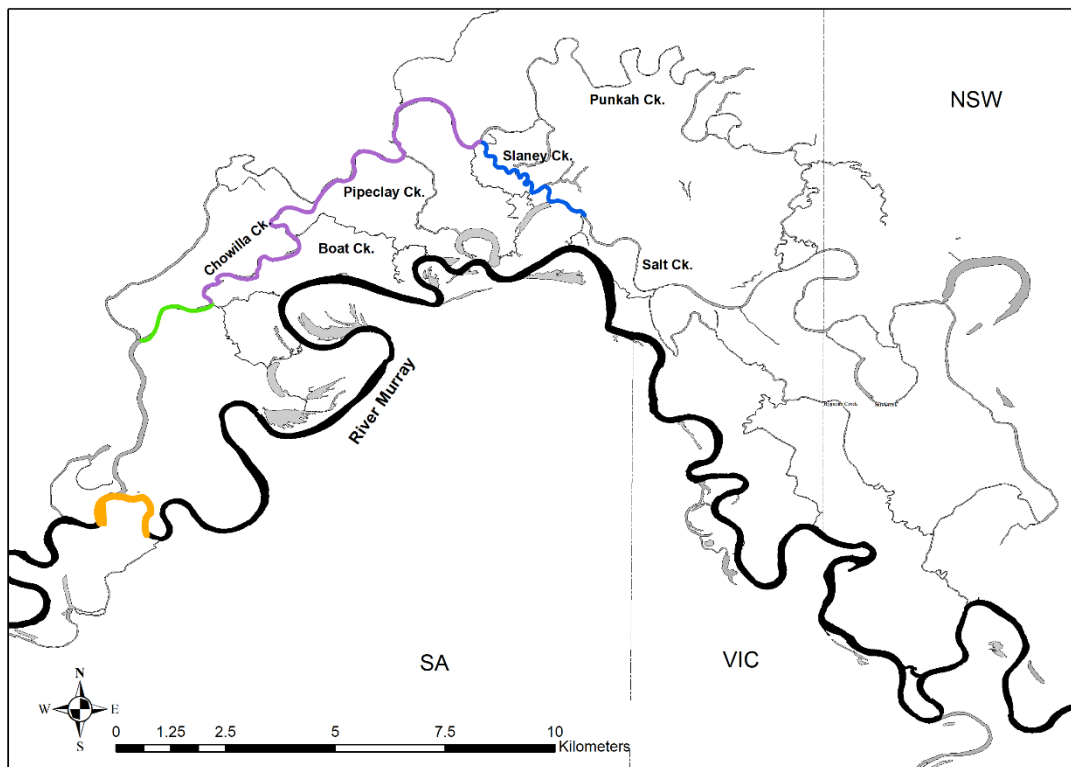 NSW
Punkah Ck.
Slaney Ck.
Pipeclay Ck.
Chowilla Ck.
Boat Ck.
Salt Ck.
River Murray
SA
VIC
N
W
E
S
0 1.25 2.5 5 7.5 10
Kilometers